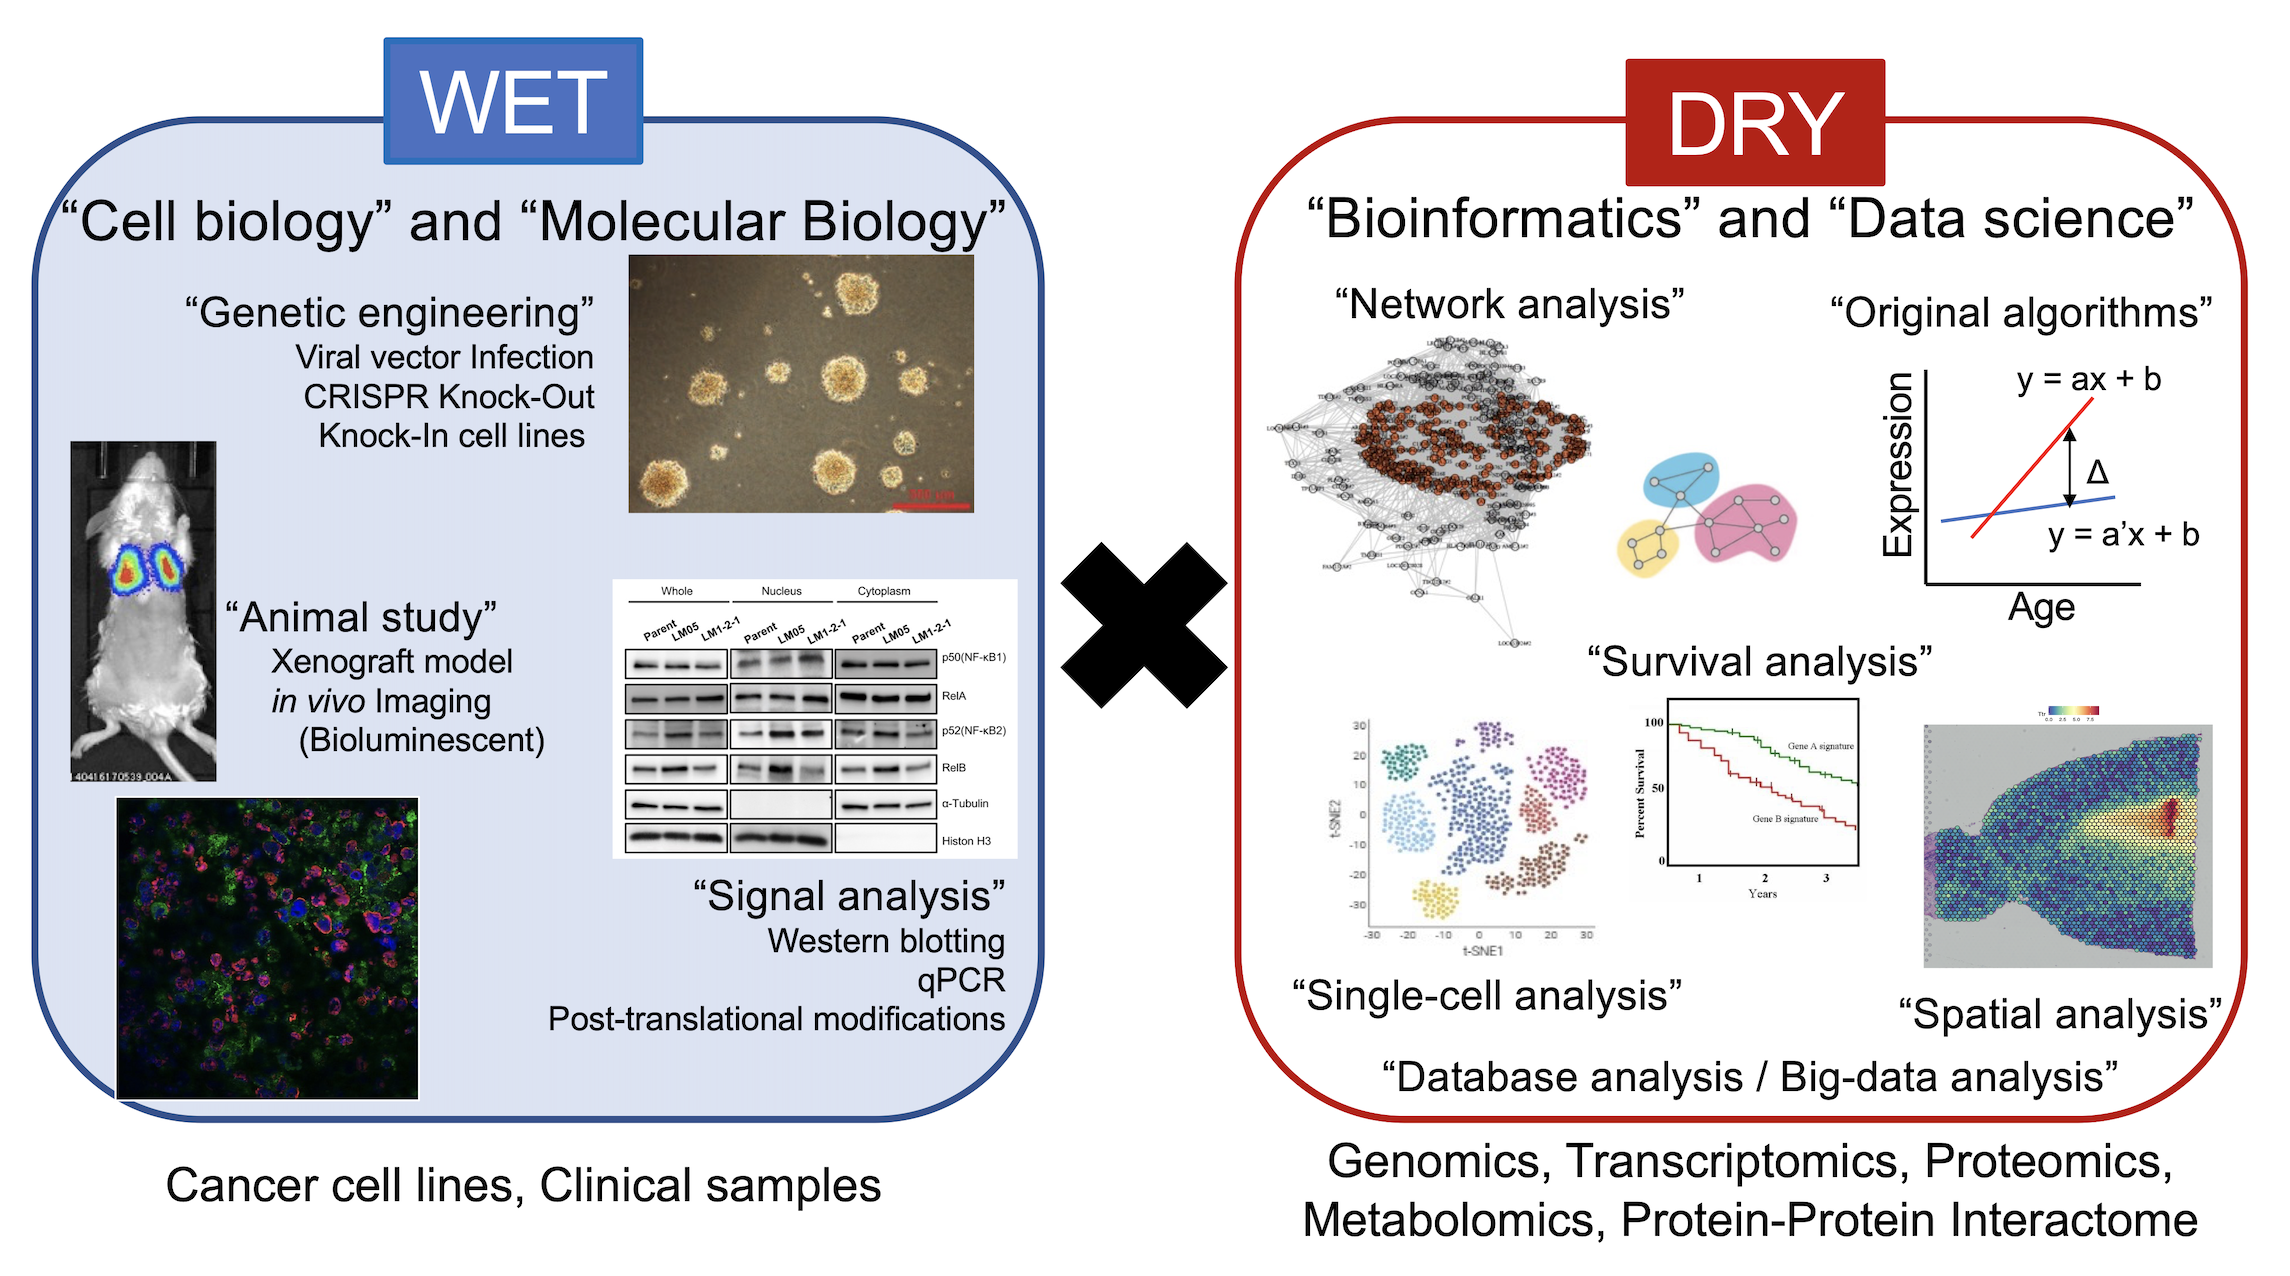 WET
“Cell biology” and “Molecular Biology”
“Genetic engineering”
Viral vector Infection
CRISPR Knock-Out
Knock-In cell lines
140416170539_004A
“Animal study”
Xenograft model
in vivo Imaging
(Bioluminescent)
Whole Nucleus Cytoplasm
Parent LM05 LM1-2-1 Parent LM05 LM1-2-1 Parent LM05 LM1-2-1
p50(NF-κB1)
RelA
p52(NF-κB2)
RelB
α-Tubulin
Histon H3
“Signal analysis”
Western blotting
qPCR
Post-translational modifications
Cancer cell lines, Clinical samples
DRY
“Bioinformatics” and “Data science”
“Network analysis”
“Original algorithms”
Expression
y = ax + b
Δ
y = a’x + b
Age
“Survival analysis”
Percent Survival
100
50
0
Gene A signature
Gene B signature
1 2 3
Years
t-SNE2
30
20
10
0
-10
-20
-30
-30 -20 -10 0 10 20 30
t-SNE1
“Single-cell analysis”
Ttr
0.0 2.5 5.0 7.5
“Spatial analysis”
“Database analysis / Big-data analysis”
Genomics, Transcriptomics, Proteomics,
Metabolomics, Protein-Protein Interactome